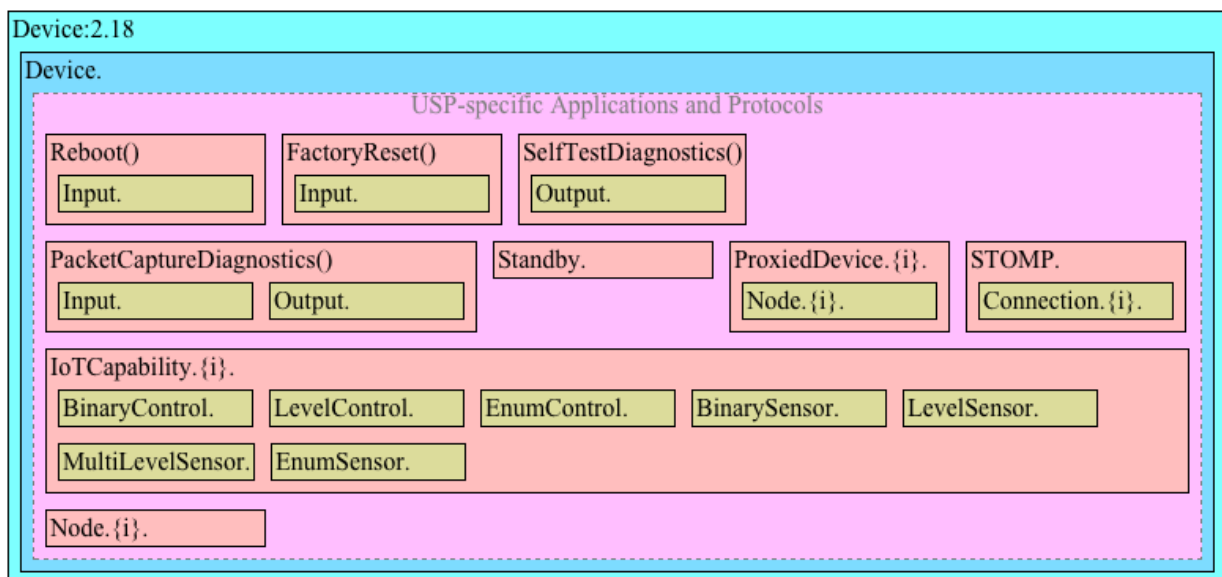 Device:2.18
Device.
USP-specific Applications and Protocols
Reboot() FactoryReset() SelfTestDiagnostics()
Input. Input. Output.
PacketCaptureDiagnostics() Standby. ProxiedDevice.{i}. STOMP.
Input. Output. Node.{i}. Connection.{i}.
IoTCapability.{i}.
BinaryControl. LevelControl. EnumControl. BinarySensor. LevelSensor.
MultiLevelSensor. EnumSensor.
Node.{i}.